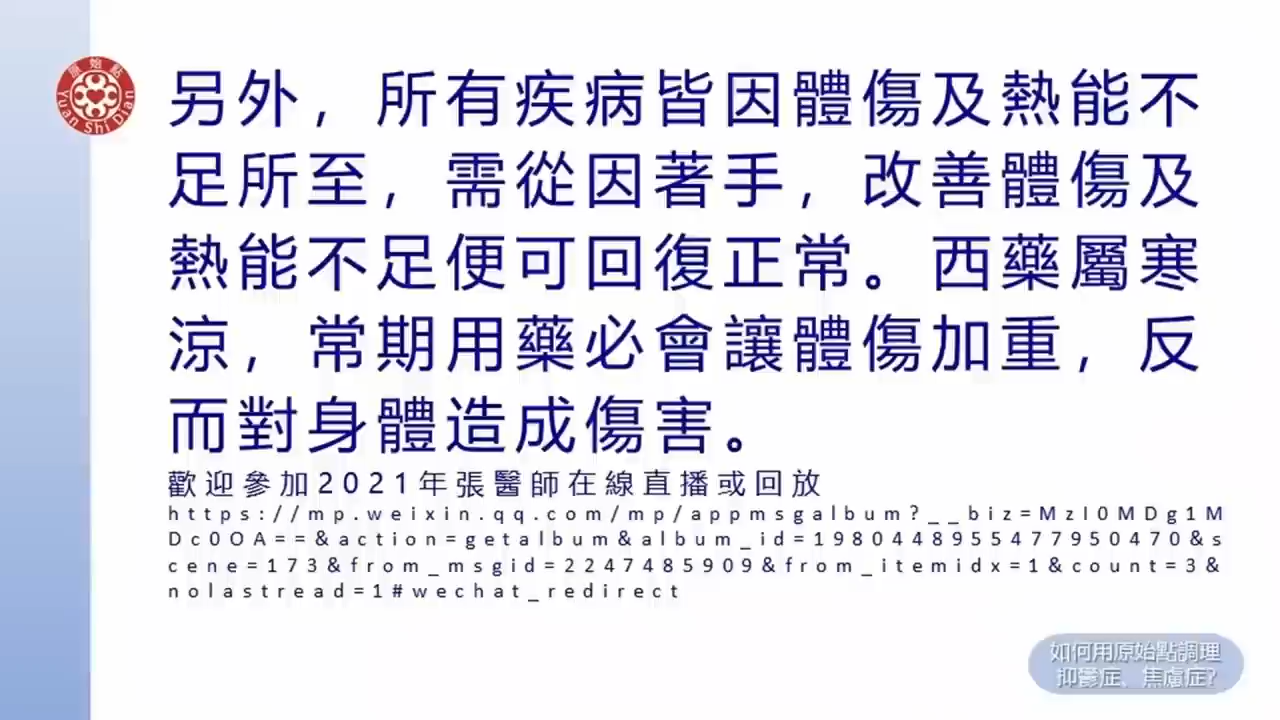 原始點
Yuan Shi Dian
另外，所有疾病皆因體傷及熱能不
足所至，需從因著手，改善體傷及
熱能不足便可回復正常。西藥屬寒
涼，常期用藥必會讓體傷加重，反
而對身體造成傷害。
歡迎參加2021年張醫師在線直播或回放
https://mp.weixin.qq.com/mp/appmsgalbum?__biz=MzI0MDg1M
Dc0OA==&action=getalbum&album_id=1980448955477950470&s
cene=173&from_msgid=2247485909&from_itemidx=1&count=3&
nolastread=1#wechat_redirect
如何用原始點調理
抑鬱症、焦慮症?